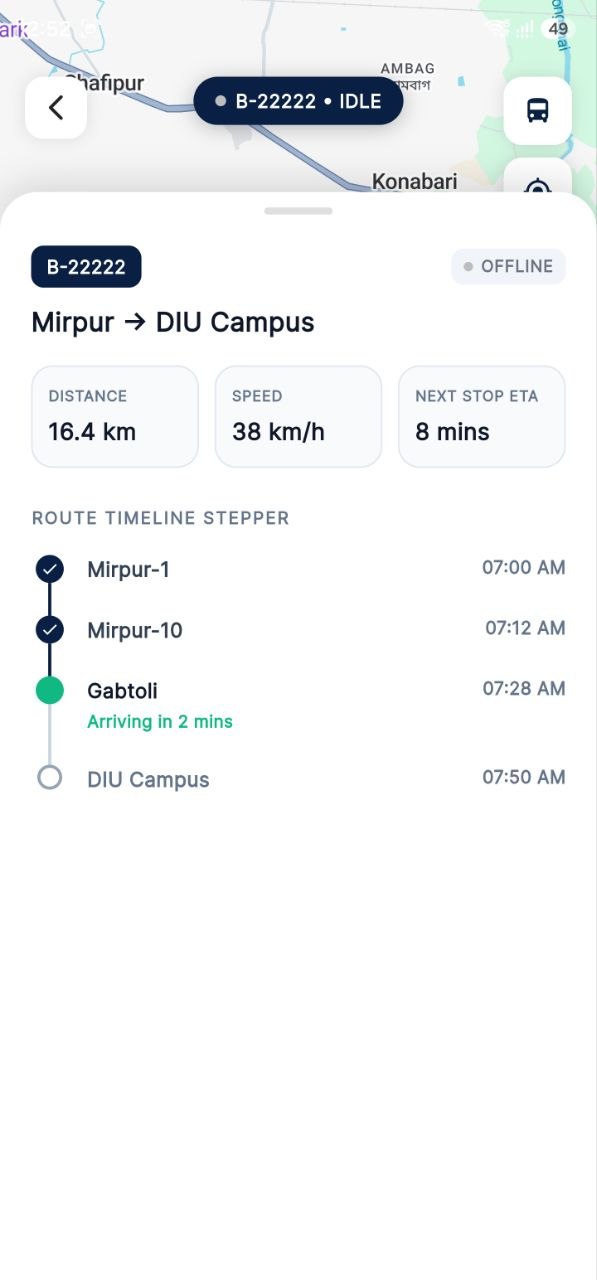 49
AMBAG
Shafipur
B-22222 • IDLE
Konabari
B-22222
OFFLINE
Mirpur → DIU Campus
DISTANCE
SPEED
NEXT STOP ETA
16.4 km
38 km/h
8 mins
ROUTE TIMELINE STEPPER
Mirpur-1
07:00 AM
Mirpur-10
07:12 AM
Gabtoli
07:28 AM
Arriving in 2 mins
DIU Campus
07:50 AM